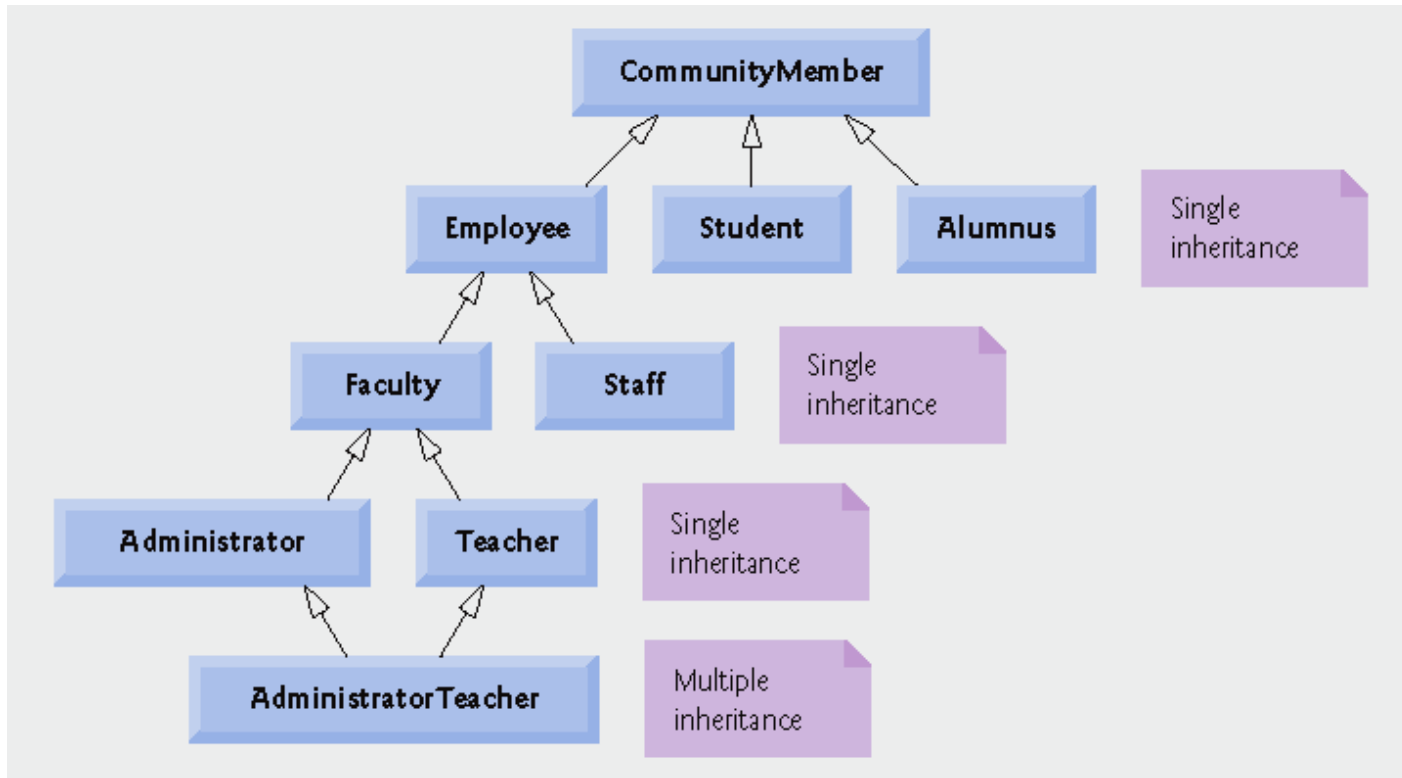 CommunityMember
Employee
Student
Alumnus
Single
inheritance
Faculty
Staff
Single
inheritance
Administrator
Teacher
Single
inheritance
AdministratorTeacher
Multiple
inheritance